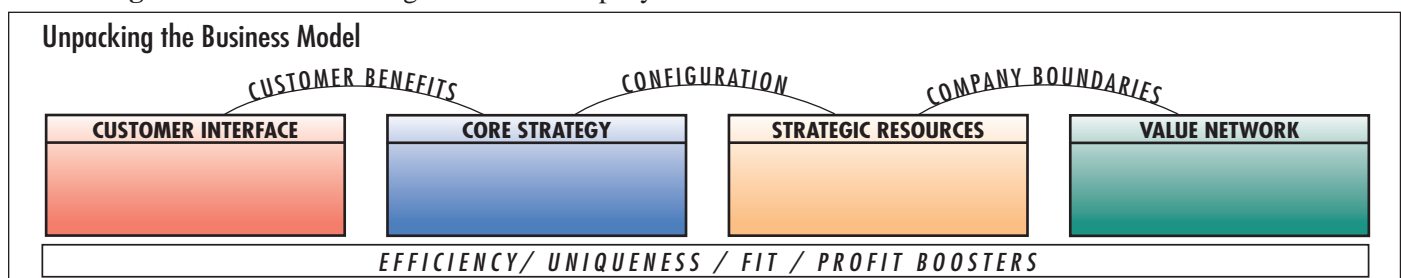 Unpacking the Business Model
CUSTOMER BENEFITS CONFIGURATION COMPANY BOUNDARIES
CUSTOMER INTERFACE CORE STRATEGY STRATEGIC RESOURCES VALUE NETWORK
EFFICIENCY/ UNIQUENESS / FIT / PROFIT BOOSTERS